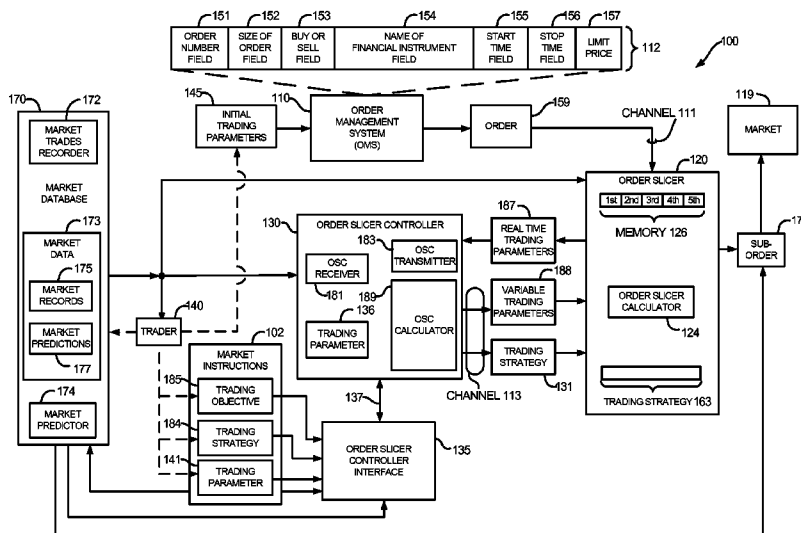 151 152 153 154 155 156 157
ORDER NUMBER FIELD
SIZE OF ORDER FIELD
BUY OR SELL FIELD
NAME OF FINANCIAL INSTRUMENT FIELD
START TIME FIELD
STOP TIME FIELD
LIMIT PRICE
112
100
170
172
MARKET TRADES RECORDER
MARKET DATABASE
173
MARKET DATA
175
MARKET RECORDS
MARKET PREDICTIONS
177
174
MARKET PREDICTOR
145
INITIAL TRADING PARAMETERS
110
ORDER MANAGEMENT SYSTEM (OMS)
159
ORDER
CHANNEL 111
119
MARKET
120
ORDER SLICER
1st 2nd 3rd 4th 5th
MEMORY 126
ORDER SLICER CALCULATOR
124
TRADING STRATEGY 163
SUB-ORDER
130
ORDER SLICER CONTROLLER
183
OSC TRANSMITTER
OSC RECEIVER
181
189
136
TRADING PARAMETER
OSC CALCULATOR
187
REAL TIME TRADING PARAMETERS
188
VARIABLE TRADING PARAMETERS
TRADING STRATEGY
131
CHANNEL 113
140
TRADER
102
MARKET INSTRUCTIONS
185
TRADING OBJECTIVE
184
TRADING STRATEGY
141
TRADING PARAMETER
137
ORDER SLICER CONTROLLER INTERFACE
135